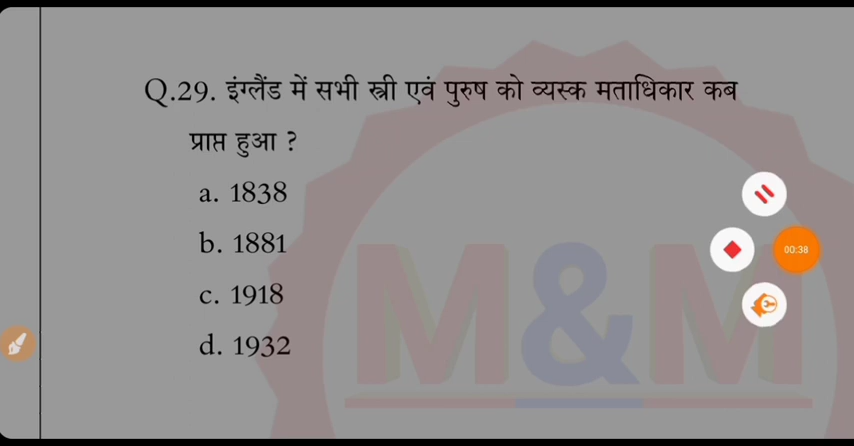 Q.29. इंग्लैंड में सभी स्त्री एवं पुरुष को व्यस्क मताधिकार कब
प्राप्त हुआ ?
a. 1838
b. 1881
c. 1918
d. 1932
00:38
M&M